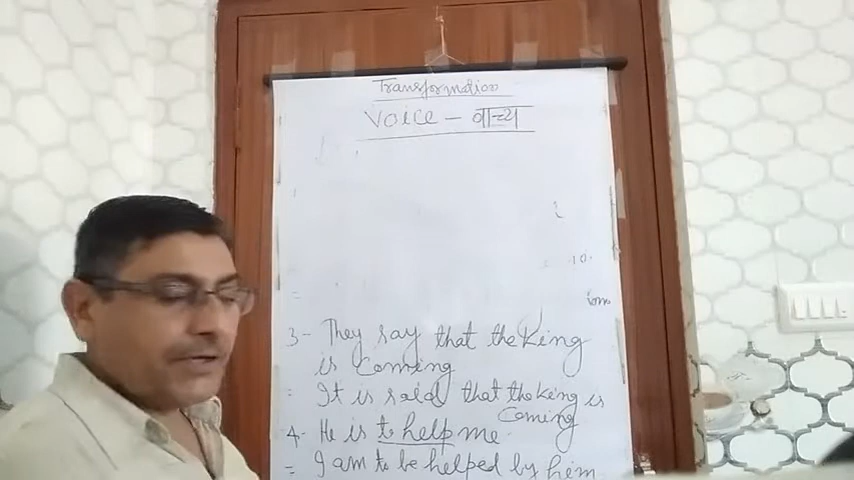 Transformation
Voice - वाच्य
= 10.
3- They say that the King
is coming
= It is said that the king is
coming
4- He is to help me.
= I am to be helped by him